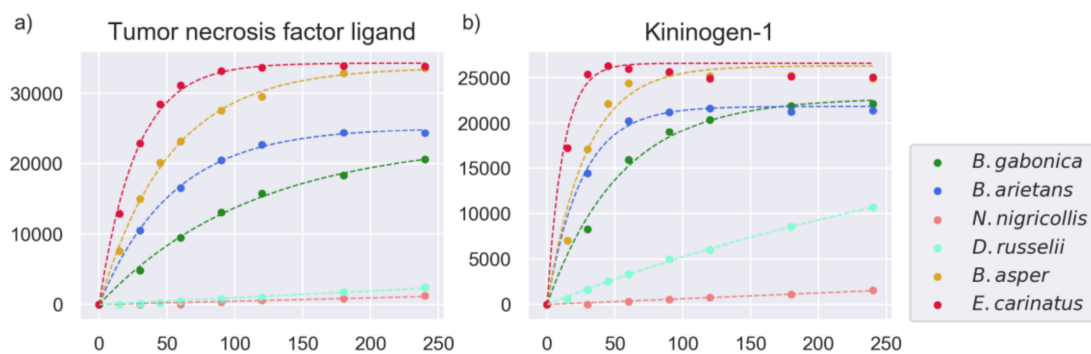 a) Tumor necrosis factor ligand
b) Kininogen-1
30000
20000
10000
0
0 50 100 150 200 250
25000
20000
15000
10000
5000
0
0 50 100 150 200 250
B. gabonica
B. arietans
N. nigricollis
D. russelii
B. asper
E. carinatus